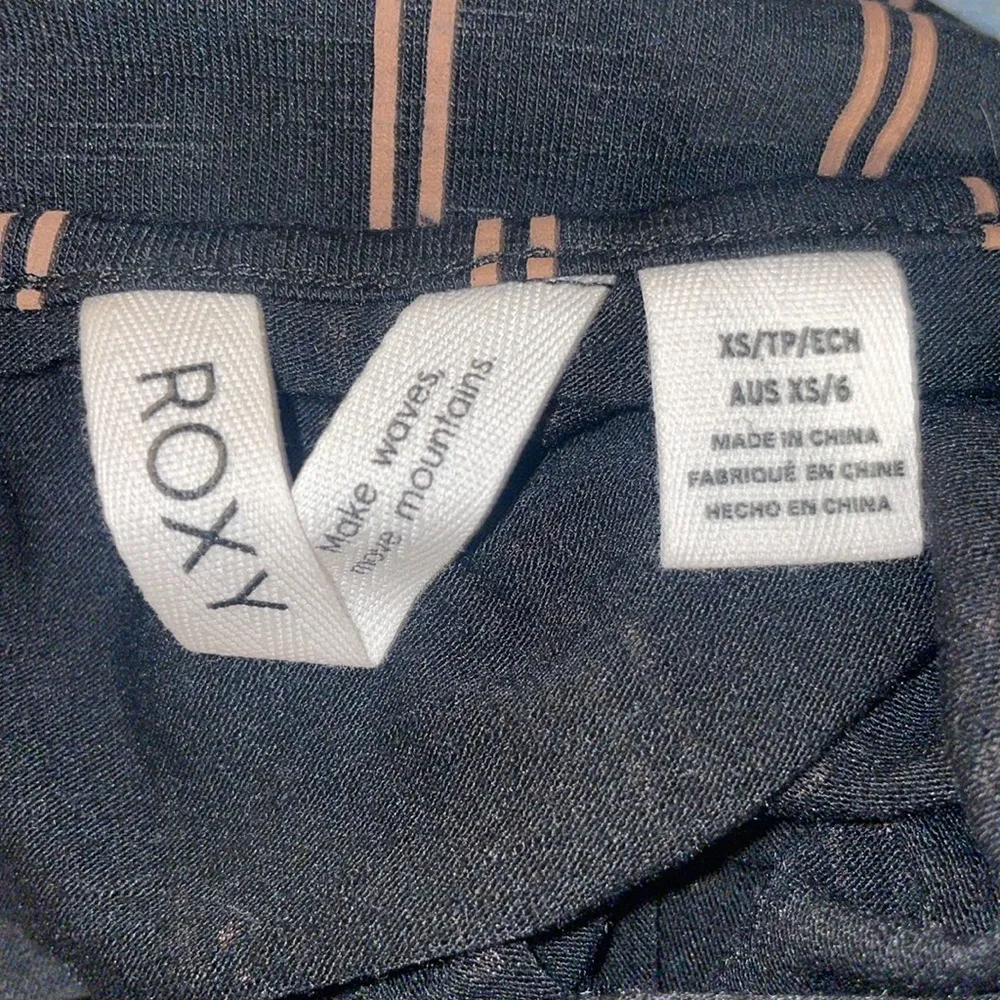 ROXY
Make waves,
move mountains.
XS/TP/ECH
AUS XS/6
MADE IN CHINA
FABRIQUÉ EN CHINE
HECHO EN CHINA